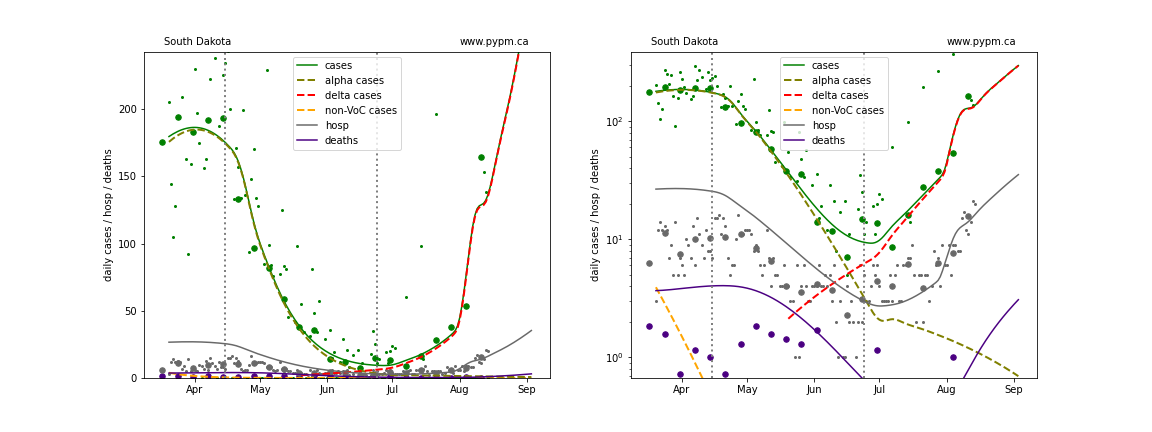 South Dakota
www.pypm.ca
cases
alpha cases
delta cases
non-VoC cases
hosp
deaths
daily cases / hosp / deaths
200
150
100
50
0
Apr
May
Jun
Jul
Aug
Sep
South Dakota
www.pypm.ca
cases
alpha cases
delta cases
non-VoC cases
hosp
deaths
daily cases / hosp / deaths
10²
10¹
10⁰
Apr
May
Jun
Jul
Aug
Sep